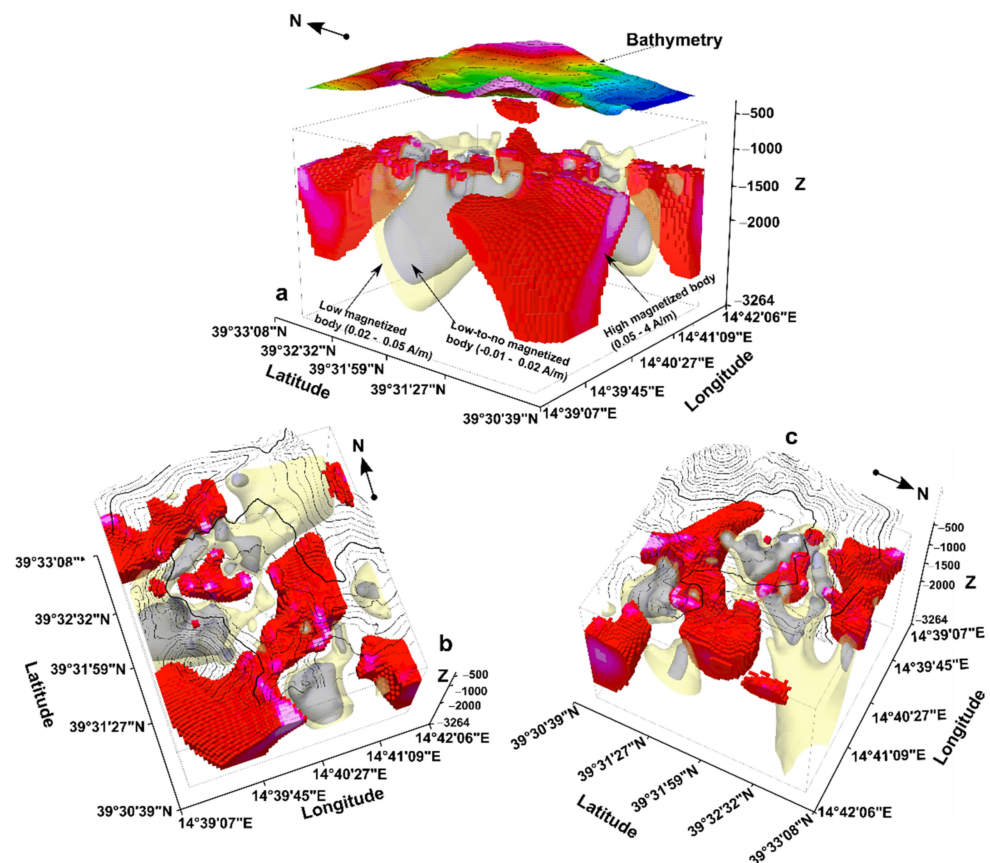 N
Bathymetry
−500
−1000
−1500
Z
−2000
−3264
a
Low magnetized
body (0.02 - 0.05 A/m)
Low-to-no magnetized
body (-0.01 - 0.02 A/m)
High magnetized body
(0.05 - 4 A/m)
39°33'08"N
39°32'32"N
39°31'59"N
39°31'27"N
39°30'39"N
Latitude
14°42'06"E
14°41'09"E
14°40'27"E
14°39'45"E
14°39'07"E
Longitude
N
39°33'08"
39°32'32"N
39°31'59"N
39°31'27"N
39°30'39"N
Latitude
b
Z
−500
−1000
−2000
−3264
14°42'06"E
14°41'09"E
14°40'27"E
14°39'45"E
14°39'07"E
Longitude
c
N
−500
−1000
−1500
Z
−2000
−3264
14°39'07"E
14°39'45"E
14°40'27"E
14°41'09"E
14°42'06"E
Longitude
39°30'39"N
39°31'27"N
39°31'59"N
39°32'32"N
39°33'08"N
Latitude